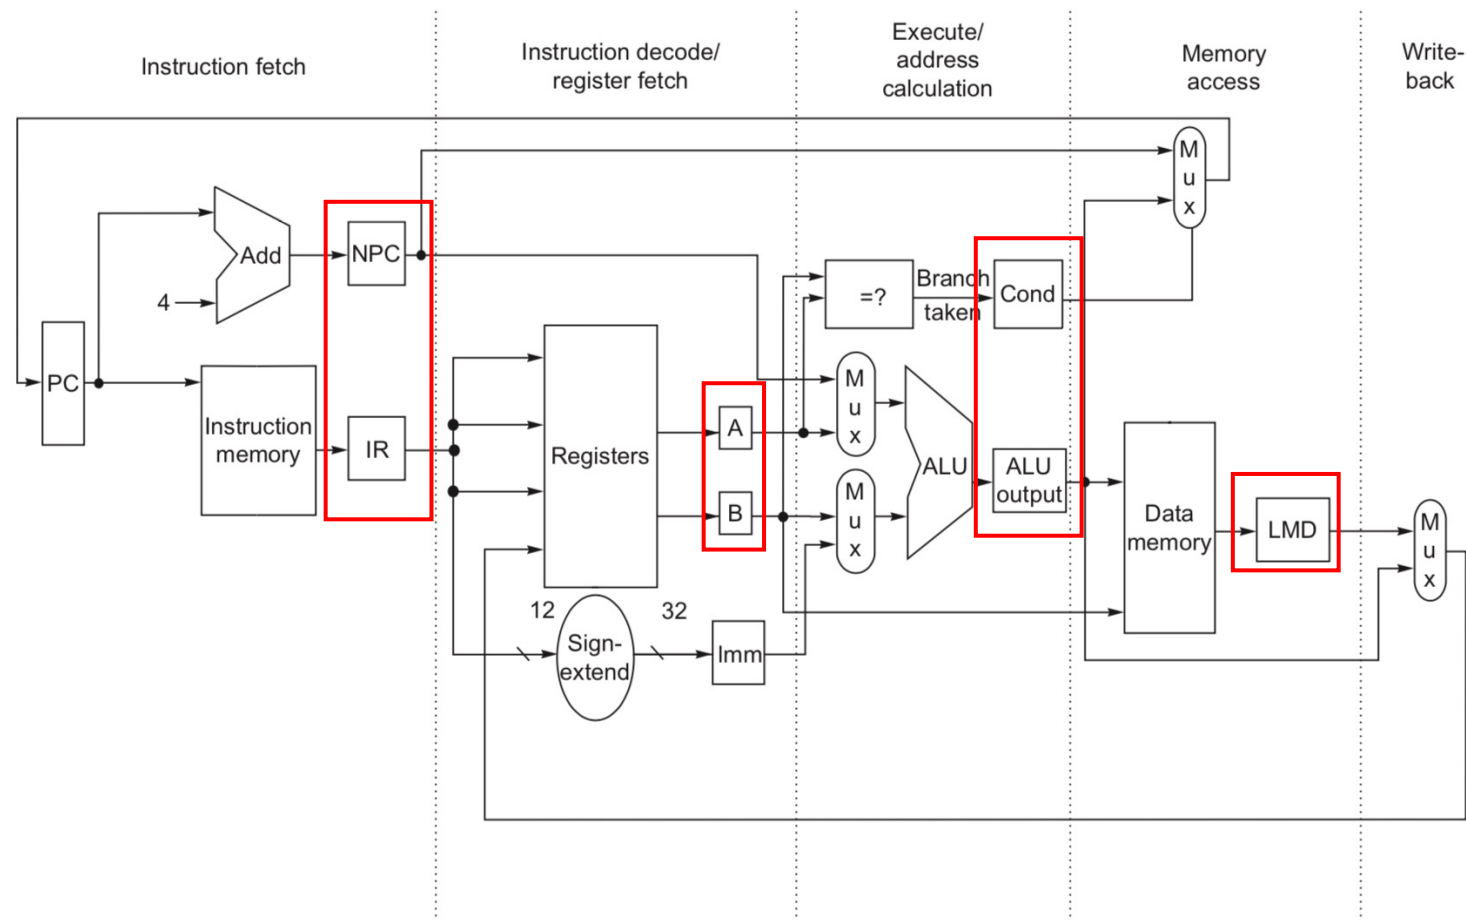 Instruction fetch
Instruction decode/
register fetch
Execute/
address
calculation
Memory
access
Write-
back
M
u
x
Add
NPC
4
PC
Instruction
memory
IR
Registers
A
B
=?
Branch
taken
Cond
M
u
x
M
u
x
ALU
ALU
output
Data
memory
LMD
M
u
x
12
32
Sign-
extend
Imm